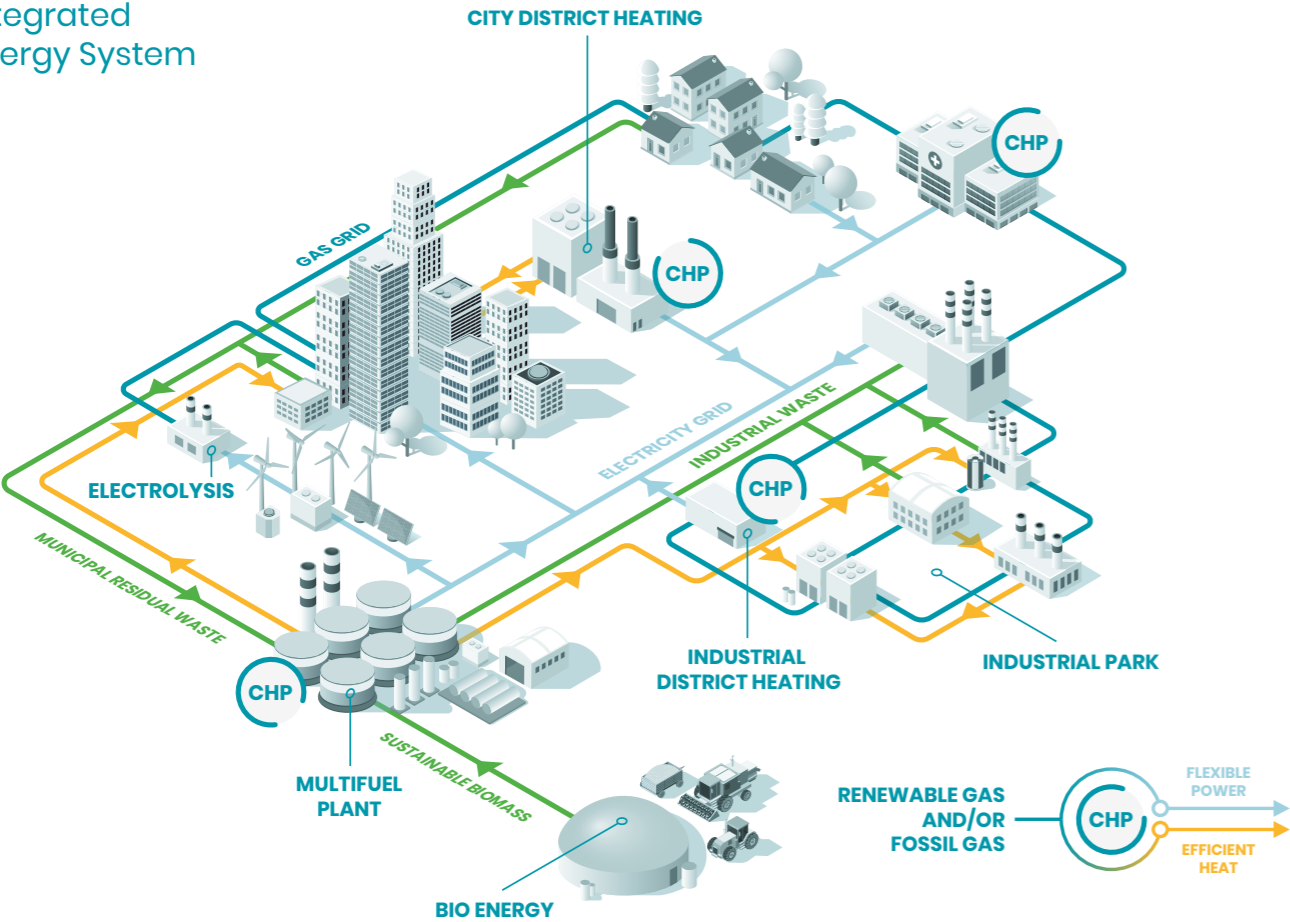 tegrated
ergy System
CITY DISTRICT HEATING
CHP
GAS GRID
CHP
ELECTRICITY GRID
INDUSTRIAL WASTE
CHP
ELECTROLYSIS
MUNICIPAL RESIDUAL WASTE
INDUSTRIAL
DISTRICT HEATING
INDUSTRIAL PARK
CHP
MULTIFUEL
PLANT
SUSTAINABLE BIOMASS
BIO ENERGY
RENEWABLE GAS
AND/OR
FOSSIL GAS
CHP
FLEXIBLE
POWER
EFFICIENT
HEAT